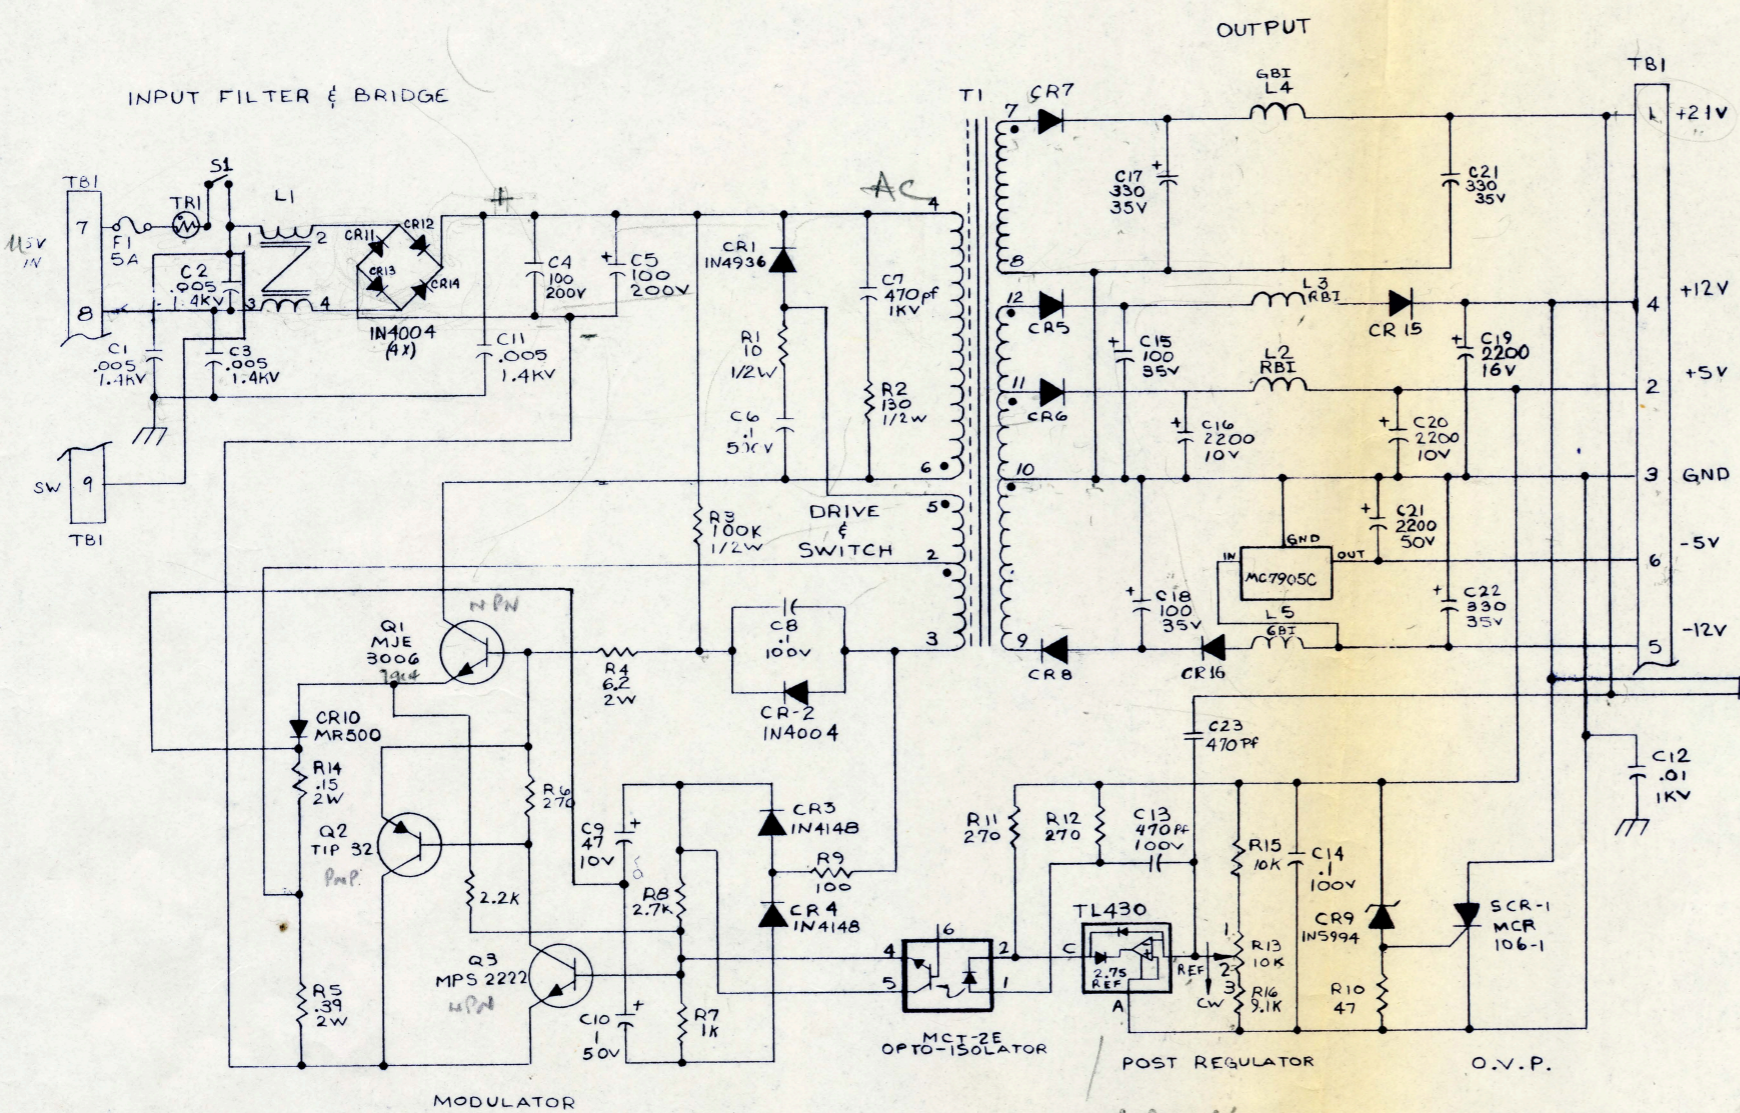 OUTPUT
INPUT FILTER & BRIDGE
TB1
7
8
115V
IN
F1
5A
TR1
S1
L1
1
2
3
4
C2
.005
1.4KV
C1
.005
1.4KV
C3
.005
1.4KV
CR11
CR12
CR13
CR14
1N4004
(4X)
C11
.005
1.4KV
+
-
C4
100
200V
+
C5
100
200V
SW
9
TB1
CR1
1N4936
R1
10
1/2W
C6
.1
C7
470pf
1KV
R2
130
1/2W
R3
100K
1/2W
AC
T1
4
6
5
2
3
DRIVE
&
SWITCH
7
8
12
11
10
9
CR7
GBI
L4
+
C17
330
35V
C21
330
35V
CR5
L3
RBI
CR15
+
C15
100
35V
+
C19
2200
16V
CR6
L2
RBI
+
C16
2200
10V
+
C20
2200
10V
+
C21
2200
50V
IN
GND
OUT
MC7905C
+
C18
100
35V
+
C22
330
35V
CR8
CR16
L5
GBI
TB1
1
+21V
4
+12V
2
+5V
3
GND
6
-5V
5
-12V
NPN
Q1
MJE
3006
R4
6.2
2W
C8
.1
100V
CR-2
1N4004
CR10
MR500
R14
.15
2W
Q2
TIP 32
PNP
R5
.39
2W
R6
270
2.2K
Q3
MPS 2222
NPN
C9
47
10V
+
R8
2.7K
C10
1
50V
+
R7
1K
CR3
1N4148
R9
100
CR4
1N4148
MODULATOR
4
5
6
2
1
MCT-2E
OPTO-ISOLATOR
R11
270
R12
270
C13
470Pf
100V
C23
470Pf
TL430
C
2.75
REF
REF
A
POST REGULATOR
R15
10K
1
2
3
R13
10K
CW
R16
9.1K
C14
.1
100V
CR9
1N5994
R10
47
SCR-1
MCR
106-1
O.V.P.
C12
.01
1KV